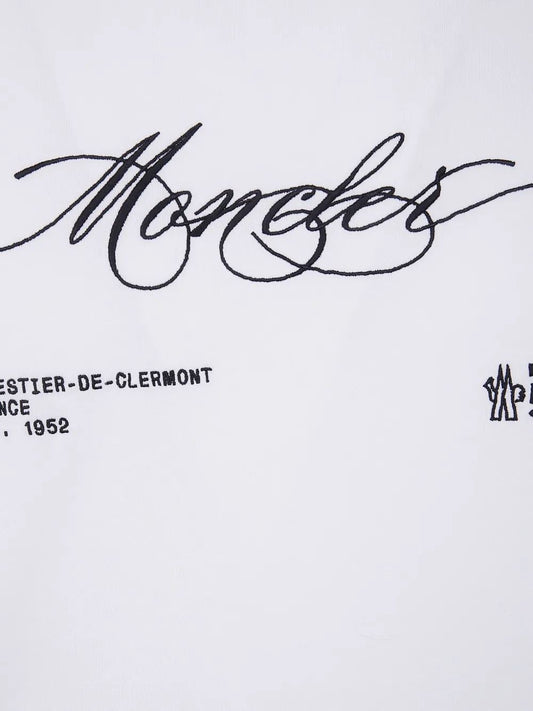 Moncler
ESTIER-DE-CLERMONT
NCE
. 1952